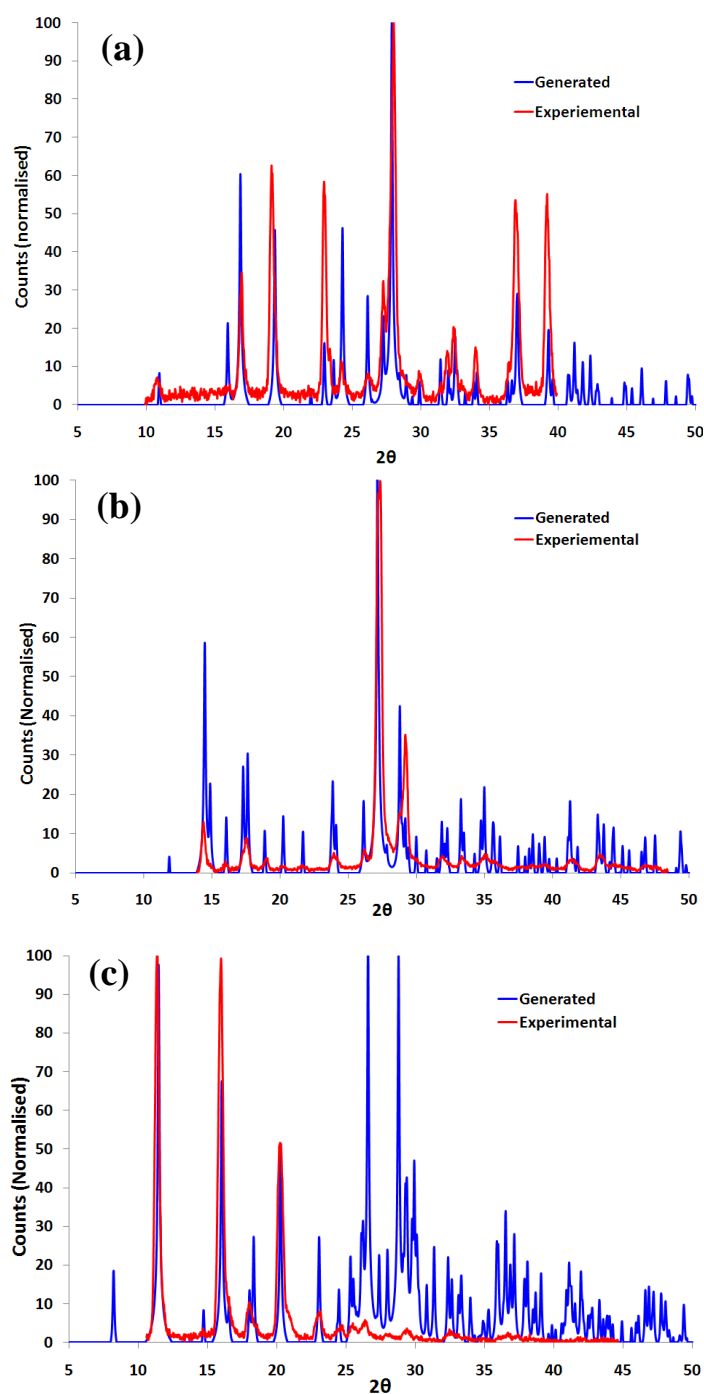 (a)
Generated
Experiemental
Counts (normalised)
100
90
80
70
60
50
40
30
20
10
0
5 10 15 20 25 30 35 40 45 50
2θ
(b)
Generated
Experiemental
Counts (Normalised)
100
90
80
70
60
50
40
30
20
10
0
5 10 15 20 25 30 35 40 45 50
2θ
(c)
Generated
Experimental
Counts (Normalised)
100
90
80
70
60
50
40
30
20
10
0
5 10 15 20 25 30 35 40 45 50
2θ